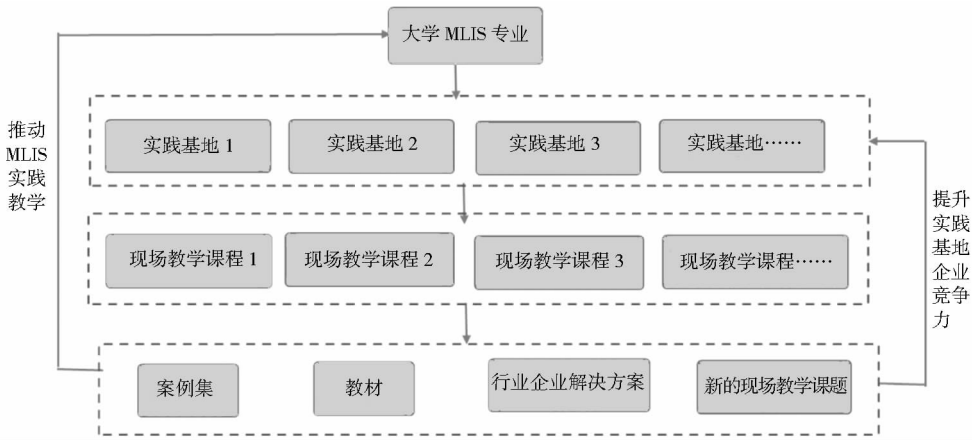 大学 MLIS 专业
实践基地 1
实践基地 2
实践基地 3
实践基地……
现场教学课程 1
现场教学课程 2
现场教学课程 3
现场教学课程……
案例集
教材
行业企业解决方案
新的现场教学课题
推动
MLIS
实践
教学
提升
实践
基地
企业
竞争
力